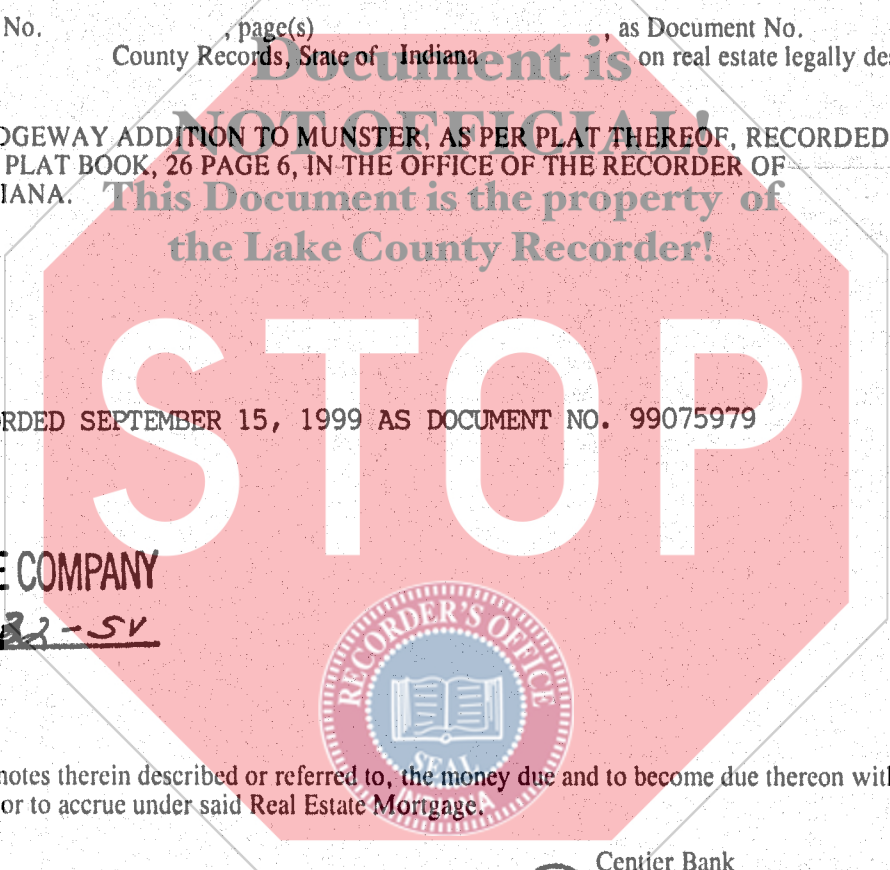 No. , page(s) , as Document No.
County Records, State of Indiana on real estate legally
Document is
NOT OFFICIAL!
DGEWAY ADDITION TO MUNSTER, AS PER PLAT THEREOF, RECORDED
PLAT BOOK, 26 PAGE 6, IN THE OFFICE OF THE RECORDER OF
IANA.
This Document is the property of
the Lake County Recorder!
STOP
RDED SEPTEMBER 15, 1999 AS DOCUMENT NO. 99075979
E COMPANY
82-SV
RECORDER'S OFFICE
SEAL
INDIANA
notes therein described or referred to, the money due and to become due thereon with
or to accrue under said Real Estate Mortgage.
Centier Bank